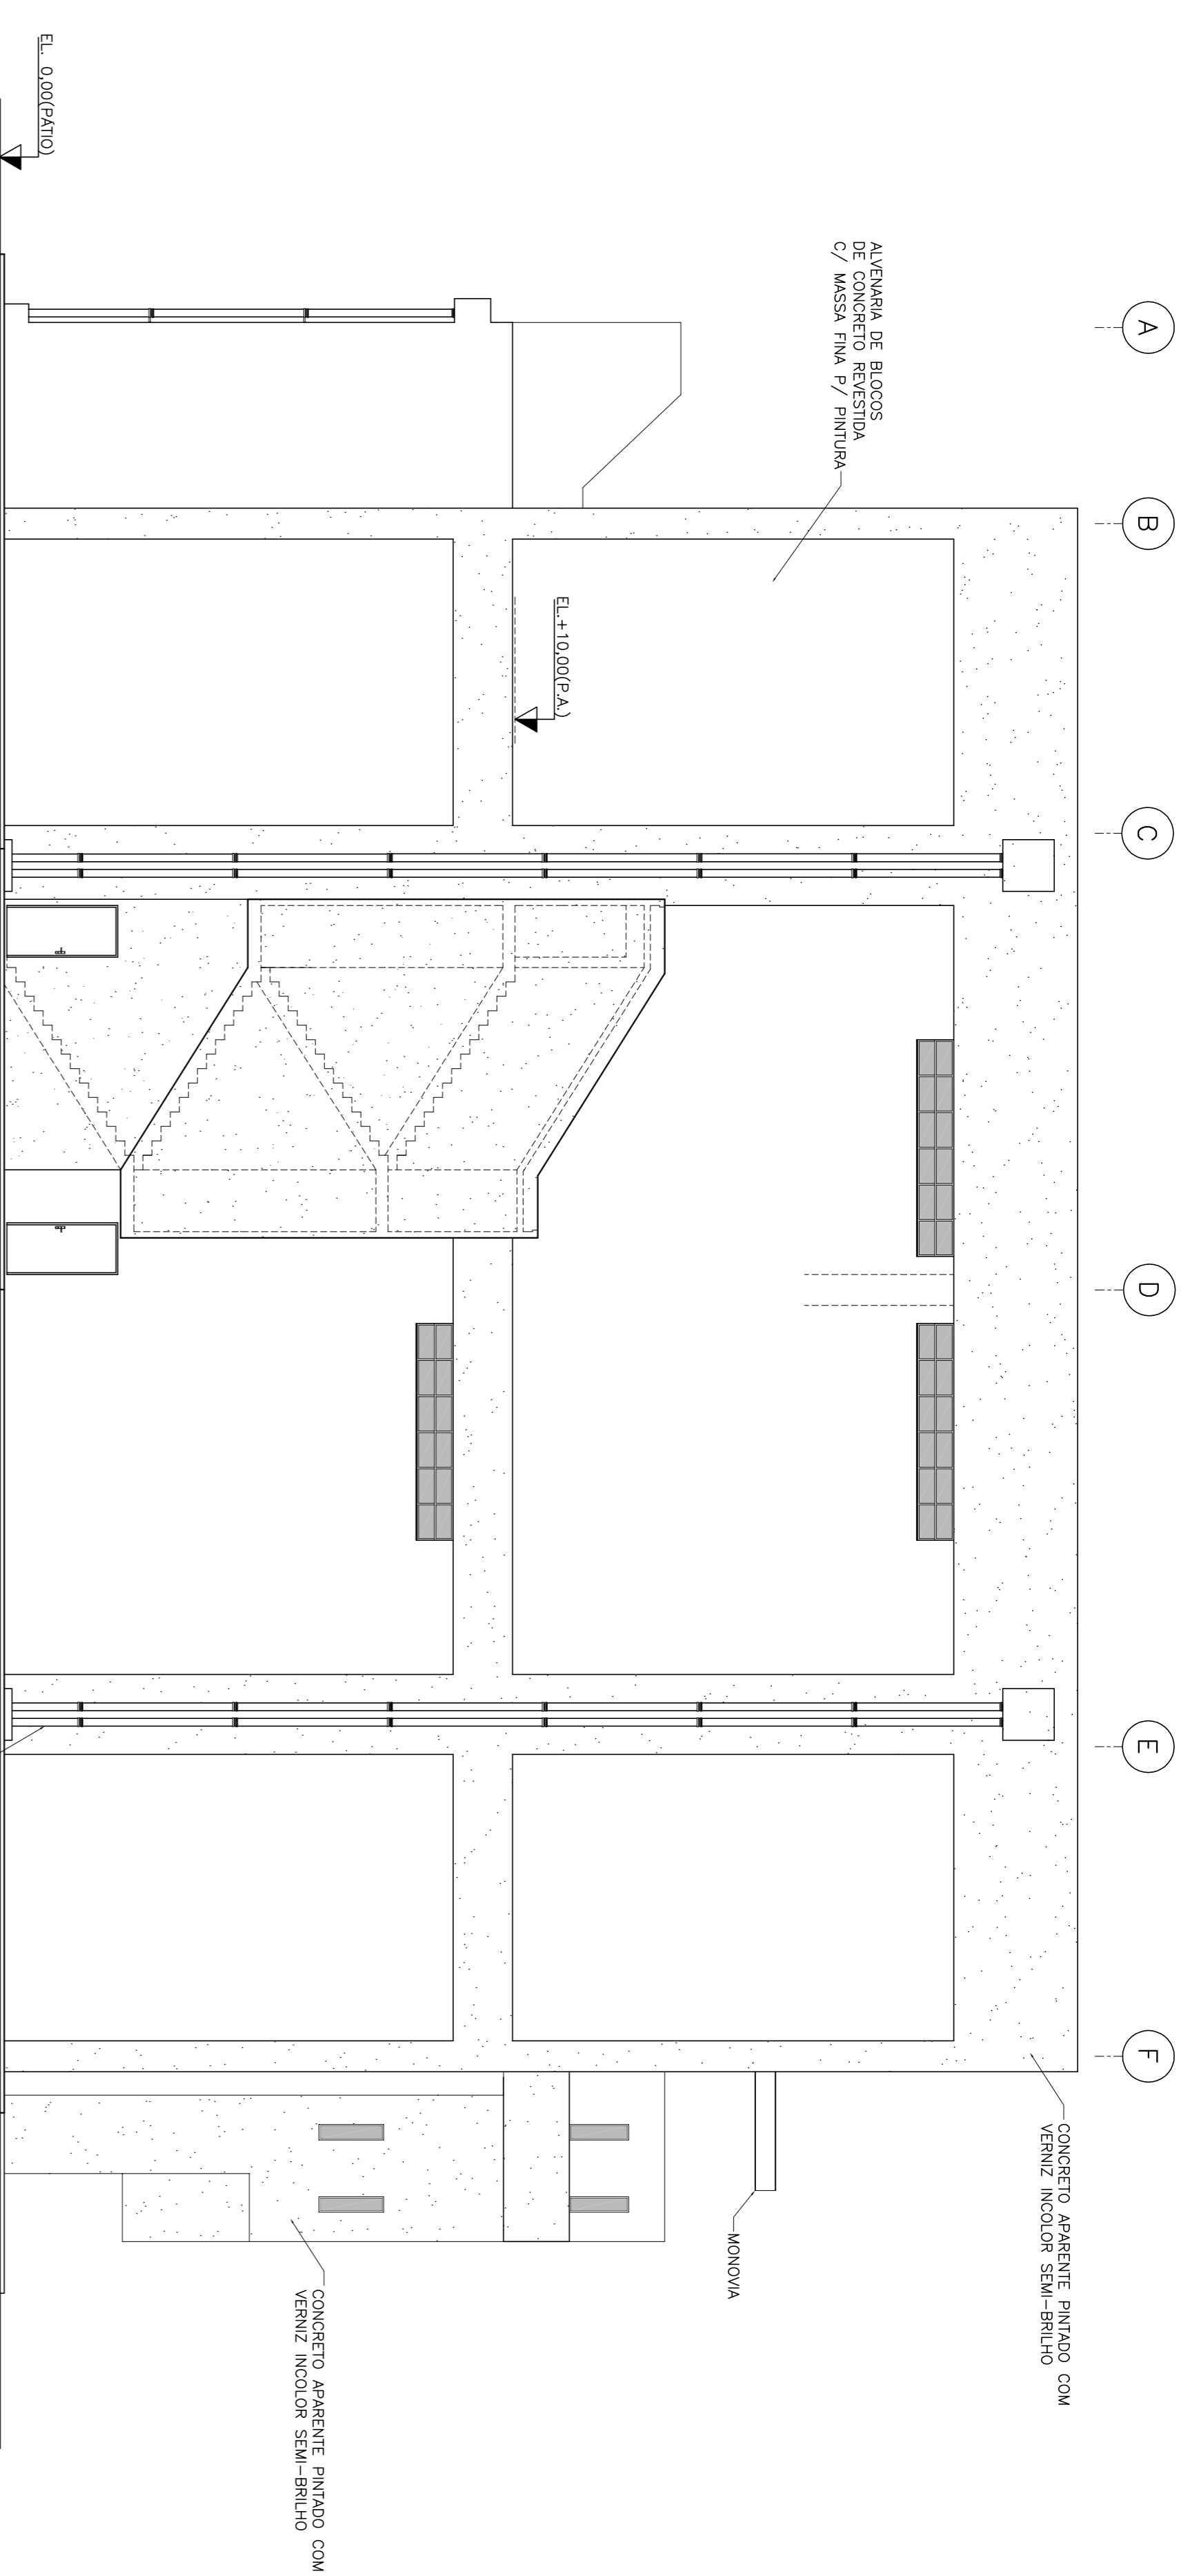 A
B
C
D
E
F
ALVENARIA DE BLOCOS
DE CONCRETO REVESTIDA
C/ MASSA FINA P/ PINTURA
CONCRETO APARENTE PINTADO COM
VERNIZ INCOLOR SEMI-BRILHO
MONOVIA
EL.+10,00(P.A.)
CONCRETO APARENTE PINTADO COM
VERNIZ INCOLOR SEMI-BRILHO
EL. 0,00(PÁTIO)